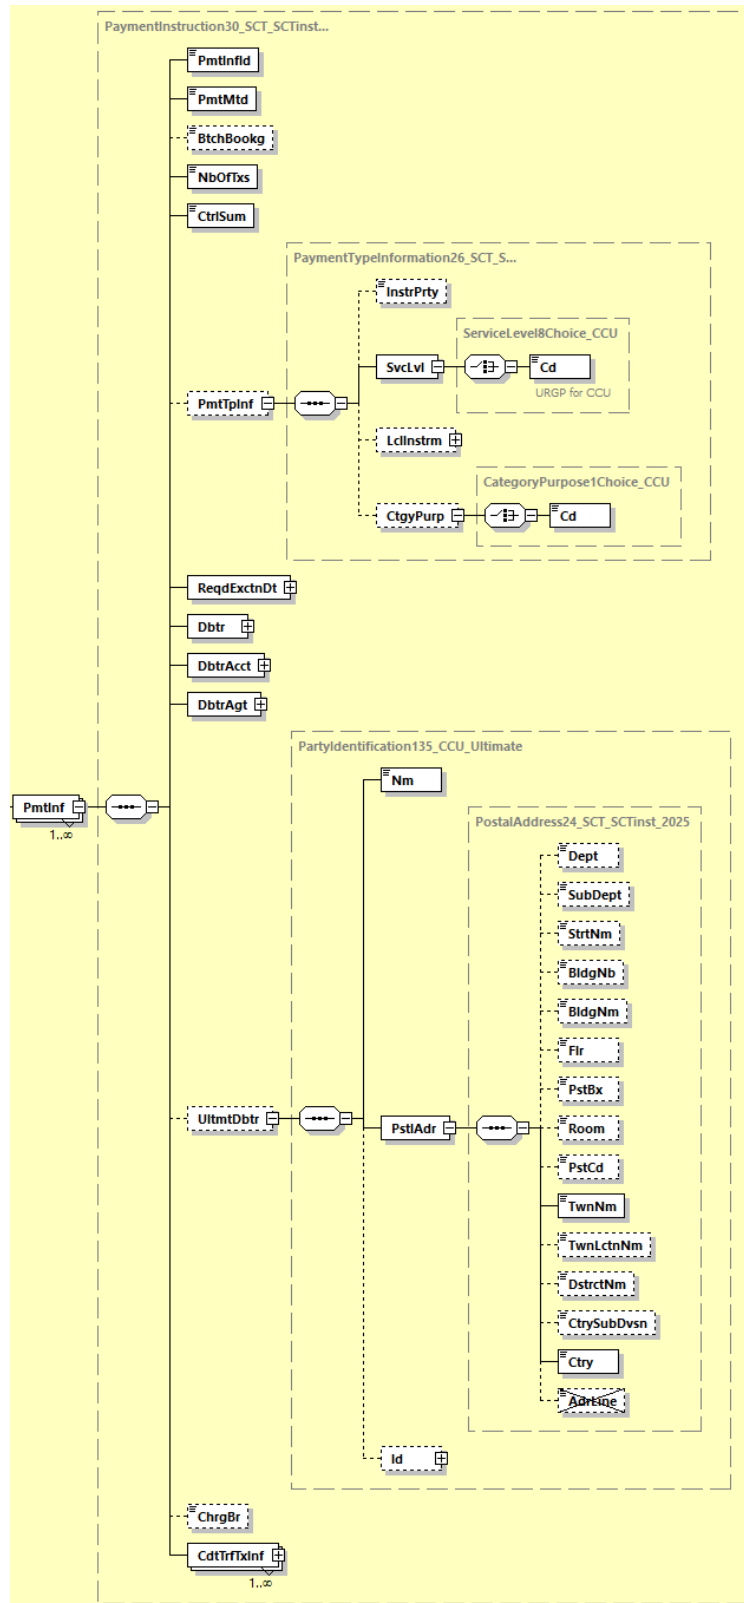 PaymentInstruction30_SCT_SCTinst...
PmtInfId
PmtMtd
BtchBookg
NbOfTxs
CtrlSum
PaymentTypeInformation26_SCT_S...
InstrPrty
ServiceLevel8Choice_CCU
SvcLvl
Cd
URGP for CCU
PmtTpInf
LclInstrm
CategoryPurpose1Choice_CCU
CtgyPurp
Cd
ReqdExctnDt
Dbtr
DbtrAcct
DbtrAgt
PartyIdentification135_CCU_Ultimate
Nm
PmtInf
1..∞
PostalAddress24_SCT_SCTinst_2025
Dept
SubDept
StrtNm
BldgNb
BldgNm
Flr
PstBx
UltmtDbtr
PstlAdr
Room
PstCd
TwnNm
TwnLctnNm
DstrctNm
CtrySubDvsn
Ctry
AdrLine
Id
ChrgBr
CdtTrfTxInf
1..∞